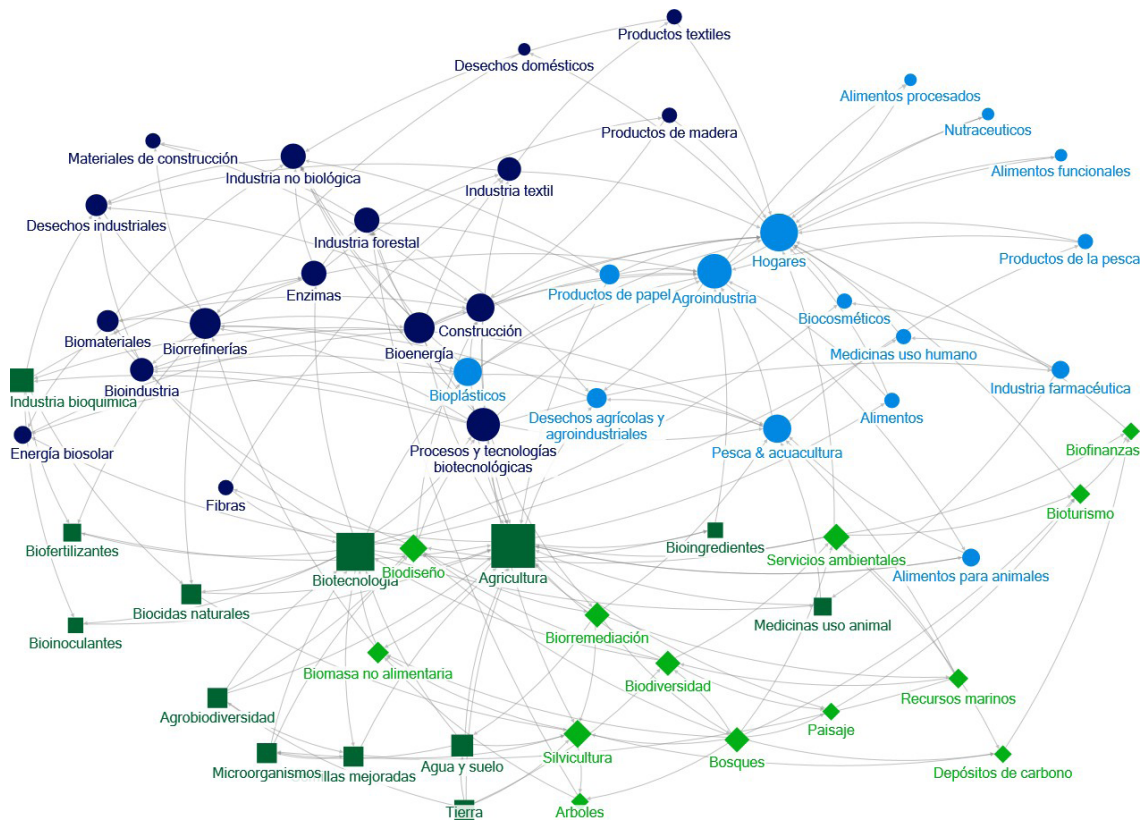 Productos textiles
Desechos domésticos
Alimentos procesados
Nutraceuticos
Productos de madera
Materiales de construcción
Industria no biológica
Industria textil
Alimentos funcionales
Desechos industriales
Industria forestal
Hogares
Productos de la pesca
Enzimas
Productos de papel
Agroindustria
Biocosméticos
Biomateriales
Biorrefinerías
Construcción
Bioenergía
Medicinas uso humano
Bioindustria
Industria bioquimica
Bioplásticos
Desechos agrícolas y
agroindustriales
Alimentos
Industria farmacéutica
Energía biosolar
Procesos y tecnologías
biotecnológicas
Pesca & acuacultura
Biofinanzas
Fibras
Bioturismo
Biofertilizantes
Biotecnología
Biodiseño
Agricultura
Bioingredientes
Servicios ambientales
Alimentos para animales
Biocidas naturales
Bioinoculantes
Biorremediación
Medicinas uso animal
Biomasa no alimentaria
Biodiversidad
Recursos marinos
Agrobiodiversidad
Paisaje
Microorganismos
llas mejoradas
Agua y suelo
Silvicultura
Bosques
Depósitos de carbono
Tierra
Arboles